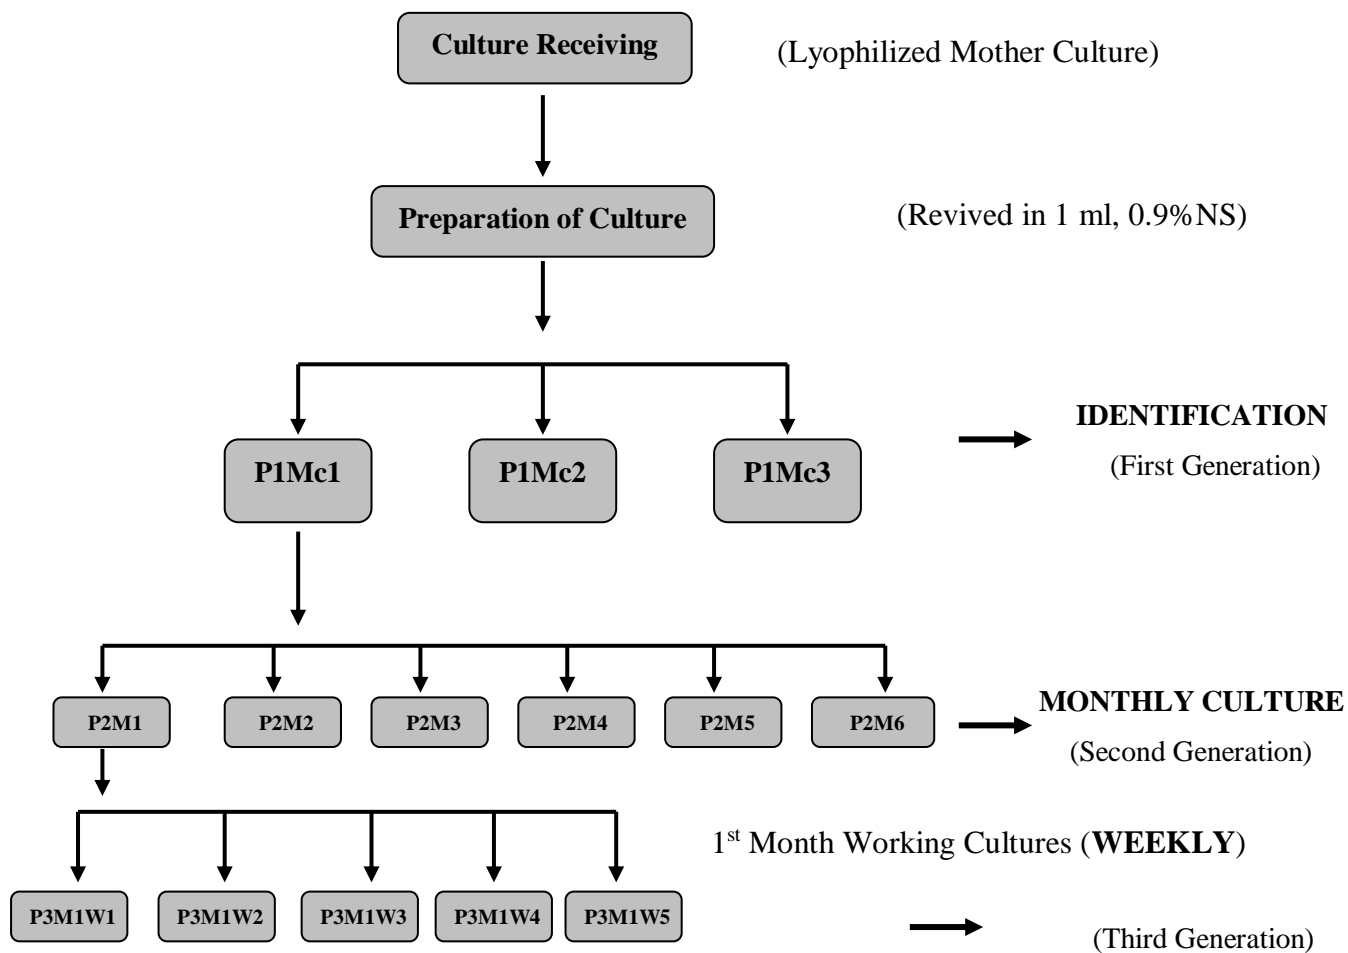 Culture Receiving
(Lyophilized Mother Culture)
Preparation of Culture
(Revived in 1 ml, 0.9%NS)
P1Mc1
P1Mc2
P1Mc3
IDENTIFICATION
(First Generation)
P2M1
P2M2
P2M3
P2M4
P2M5
P2M6
MONTHLY CULTURE
(Second Generation)
1st Month Working Cultures (WEEKLY)
P3M1W1
P3M1W2
P3M1W3
P3M1W4
P3M1W5
(Third Generation)